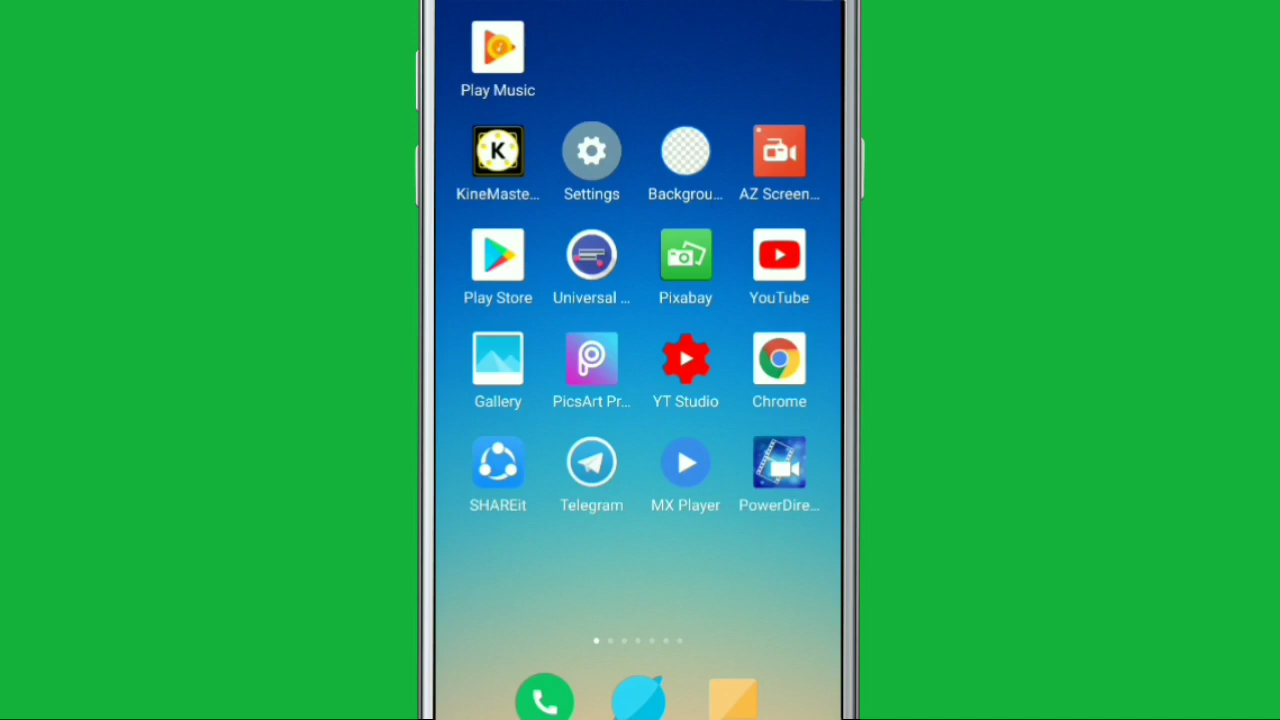 Play Music
KineMaste... Settings Backgrou... AZ Screen...
Play Store Universal ... Pixabay YouTube
Gallery PicsArt Pr... YT Studio Chrome
SHAREit Telegram MX Player PowerDire...